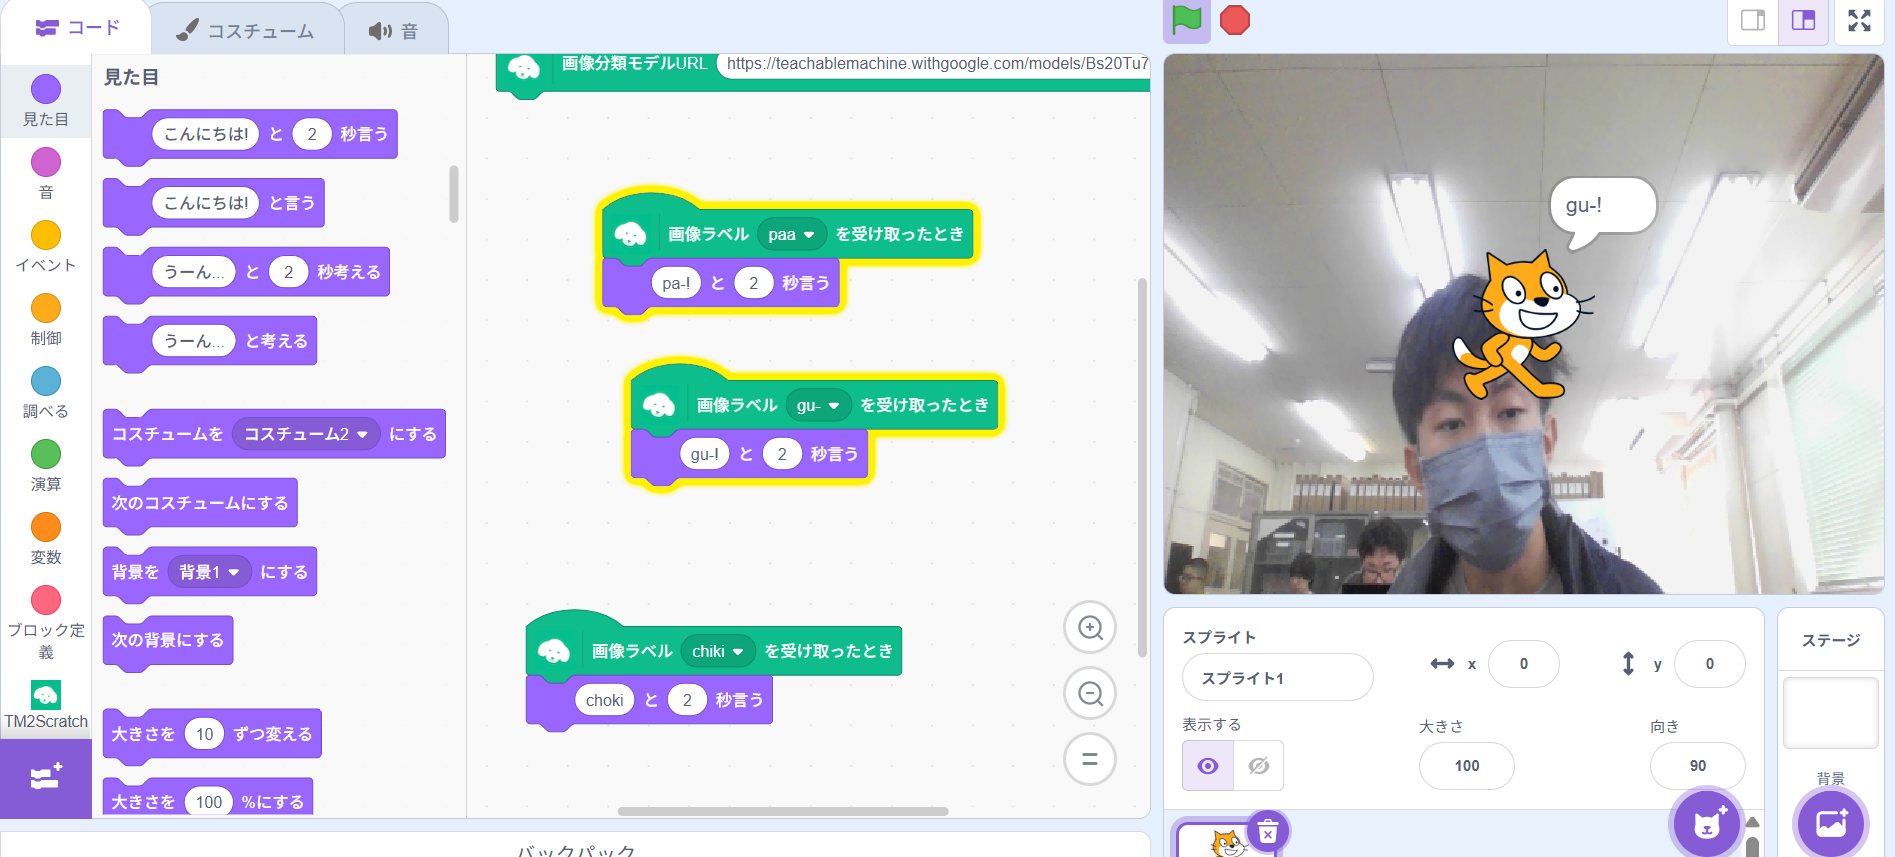 コード
コスチューム
音
見た目
音
イベント
制御
調べる
演算
変数
ブロック定
義
TM2Scratch
見た目
こんにちは! と 2 秒言う
こんにちは! と言う
うーん... と 2 秒考える
うーん... と考える
コスチュームを コスチューム2 にする
次のコスチュームにする
背景を 背景1 にする
次の背景にする
大きさを 10 ずつ変える
大きさを 100 %にする
画像分類モデルURL https://teachablemachine.withgoogle.com/models/Bs20Tu7
画像ラベル paa を受け取ったとき
pa-! と 2 秒言う
画像ラベル gu- を受け取ったとき
gu-! と 2 秒言う
画像ラベル chiki を受け取ったとき
choki と 2 秒言う
バックパック
gu-!
スプライト
スプライト1
x 0
y 0
表示する
大きさ
100
向き
90
ステージ
背景